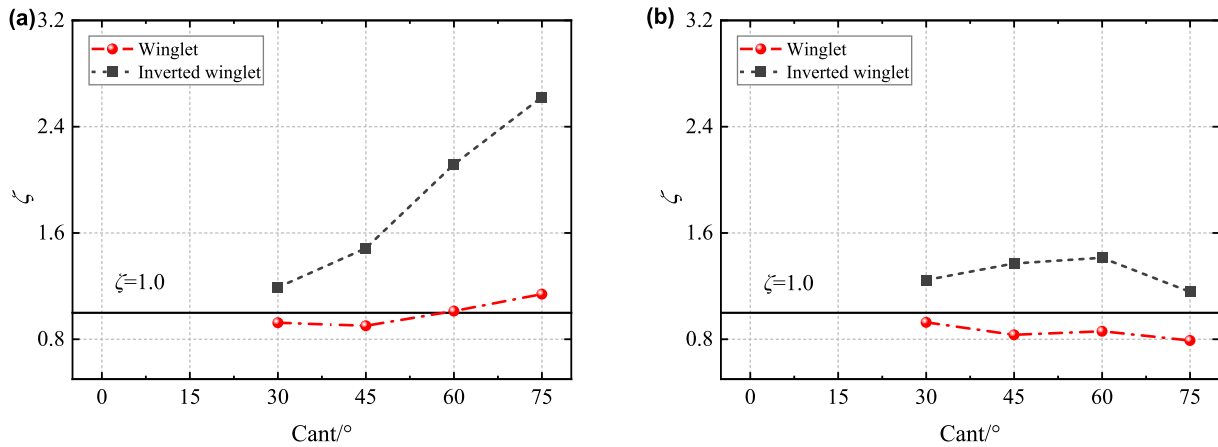 (a)
3.2
2.4
1.6
0.8
ζ
Winglet
Inverted winglet
ζ=1.0
0 15 30 45 60 75
Cant/°
(b)
3.2
2.4
1.6
0.8
ζ
Winglet
Inverted winglet
ζ=1.0
0 15 30 45 60 75
Cant/°